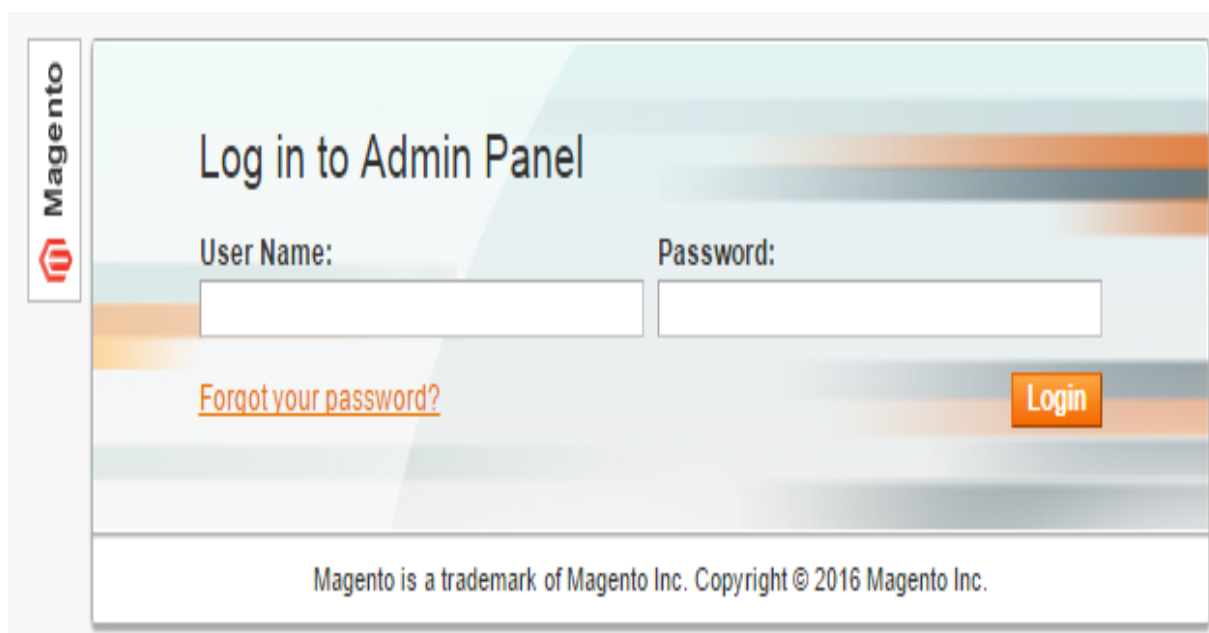 Magento
Log in to Admin Panel
User Name:
Password:
Forgot your password?
Login
Magento is a trademark of Magento Inc. Copyright © 2016 Magento Inc.